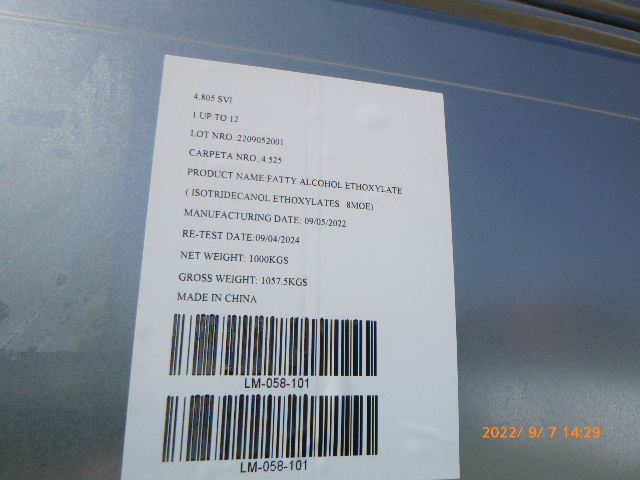 4.805 SVI
1 UP TO 12
LOT NRO.:2209052001
CARPETA NRO.:4.525
PRODUCT NAME:FATTY ALCOHOL ETHOXYLATE
( ISOTRIDECANOL ETHOXYLATES 8MOE)
MANUFACTURING DATE: 09/05/2022
RE-TEST DATE:09/04/2024
NET WEIGHT: 1000KGS
GROSS WEIGHT: 1057.5KGS
MADE IN CHINA
LM-058-101
LM-058-101
2022/ 9/ 7 14:29